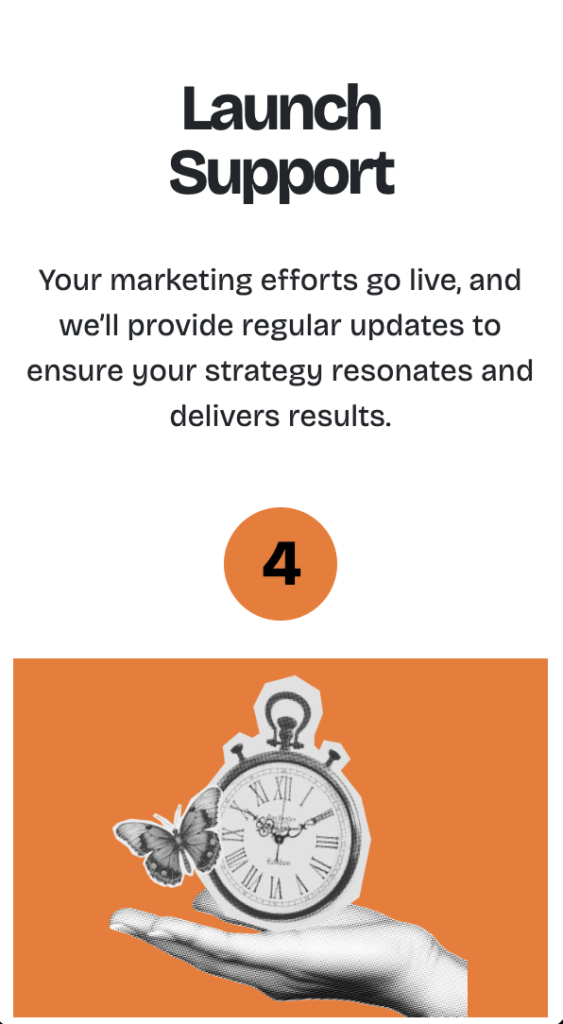 Launch
Support
Your marketing efforts go live, and
we'll provide regular updates to
ensure your strategy resonates and
delivers results.
4
XII
I